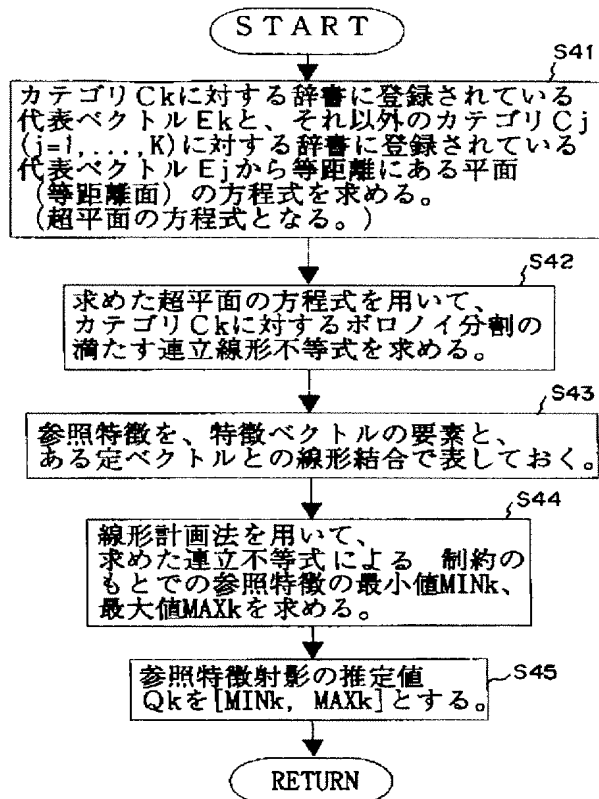 START
S41
カテゴリCkに対する辞書に登録されている
代表ベクトルEkと、それ以外のカテゴリCj
(j=1,...,K)に対する辞書に登録されている
代表ベクトルEjから等距離にある平面
（等距離面）の方程式を求める。
（超平面の方程式となる。）
S42
求めた超平面の方程式を用いて、
カテゴリCkに対するボロノイ分割の
満たす連立線形不等式を求める。
S43
参照特徴を、特徴ベクトルの要素と、
ある定ベクトルとの線形結合で表しておく。
S44
線形計画法を用いて、
求めた連立不等式による 制約の
もとでの参照特徴の最小値MINk、
最大値MAXkを求める。
S45
参照特徴射影の推定値
Qkを[MINk, MAXk]とする。
RETURN